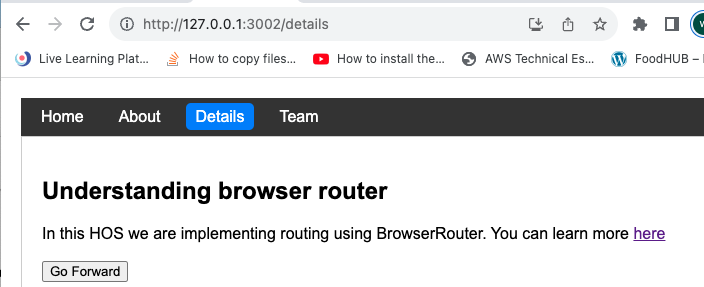 http://127.0.0.1:3002/details
Live Learning Plat... How to copy files... How to install the... AWS Technical Es... FoodHUB –
Home About Details Team
Understanding browser router
In this HOS we are implementing routing using BrowserRouter. You can learn more here
Go Forward